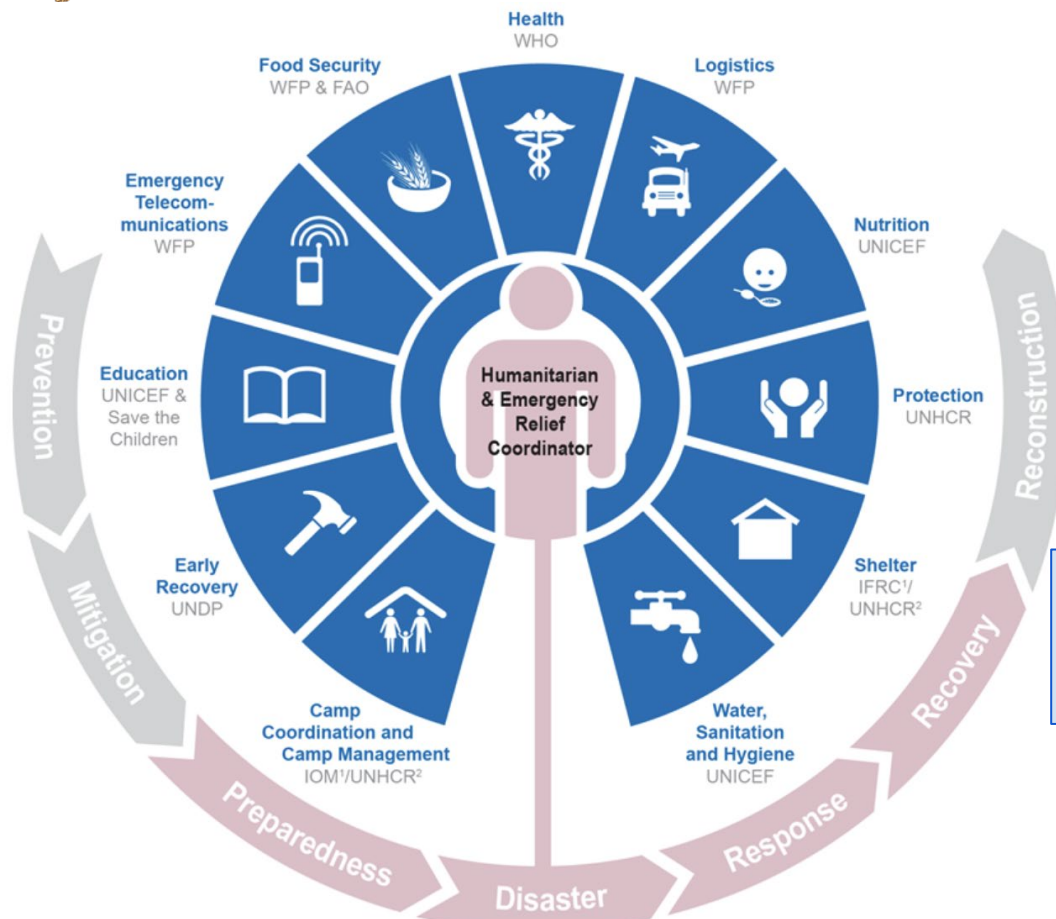 Health
WHO
Food Security
WFP & FAO
Logistics
WFP
Emergency
Telecom-
munications
WFP
Nutrition
UNICEF
Education
UNICEF &
Save the
Children
Protection
UNHCR
Humanitarian
& Emergency
Relief
Coordinator
Early
Recovery
UNDP
Shelter
IFRC¹/
UNHCR²
Camp
Coordination and
Camp Management
IOM¹/UNHCR²
Water,
Sanitation
and Hygiene
UNICEF
Prevention
Mitigation
Preparedness
Disaster
Response
Recovery
Reconstruction